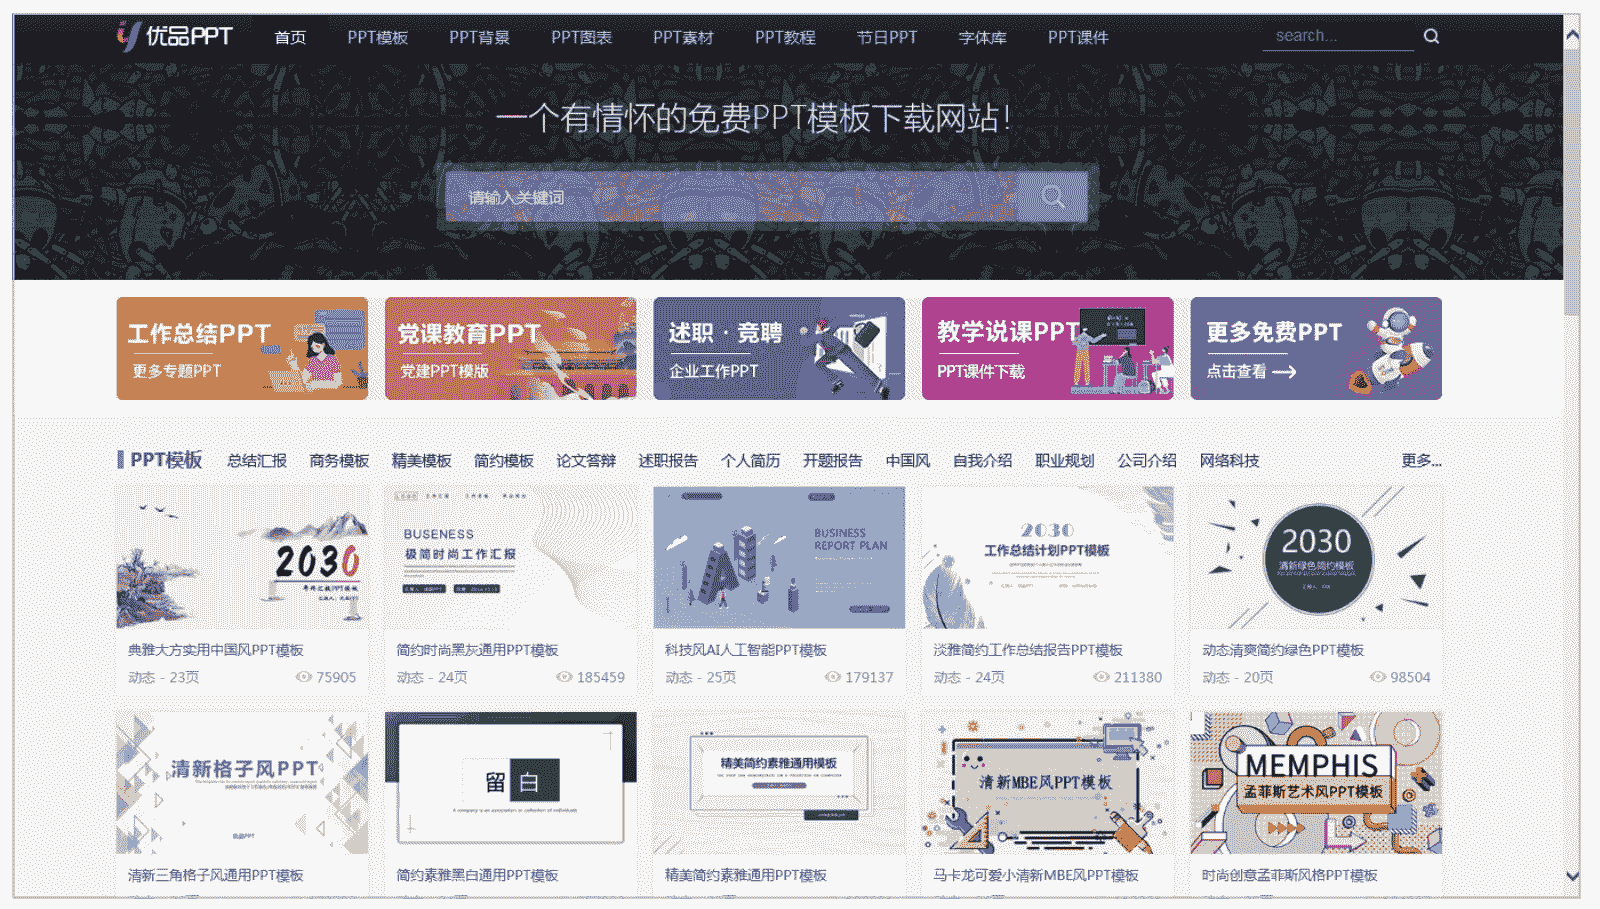 优品PPT 首页 PPT模板 PPT背景 PPT图表 PPT素材 PPT教程 节日PPT 字体库 PPT课件 search...
一个有情怀的免费PPT模板下载网站!
请输入关键词
工作总结PPT
更多专题PPT
党课教育PPT
党建PPT模版
述职·竞聘
企业工作PPT
教学说课PPT
PPT课件下载
更多免费PPT
点击查看
PPT模板 总结汇报 商务模板 精美模板 简约模板 论文答辩 述职报告 个人简历 开题报告 中国风 自我介绍 职业规划 公司介绍 网络科技 更多...
2030
年终汇报PPT模板
典雅大方实用中国风PPT模板
动态 - 23页 75905
BUSENESS
极简时尚工作汇报
简约时尚黑灰通用PPT模板
动态 - 24页 185459
BUSINESS
REPORT PLAN
科技风AI人工智能PPT模板
动态 - 25页 179137
2030
工作总结计划PPT模板
淡雅简约工作总结报告PPT模板
动态 - 24页 211380
2030
清新绿色简约模板
动态清爽简约绿色PPT模板
动态 - 20页 98504
清新格子风PPT
优品PPT
清新三角格子风通用PPT模板
留白
简约素雅黑白通用PPT模板
精美简约素雅通用模板
精美简约素雅通用PPT模板
清新MBE风PPT模板
马卡龙可爱小清新MBE风PPT模板
MEMPHIS
孟菲斯艺术风PPT模板
时尚创意孟菲斯风格PPT模板